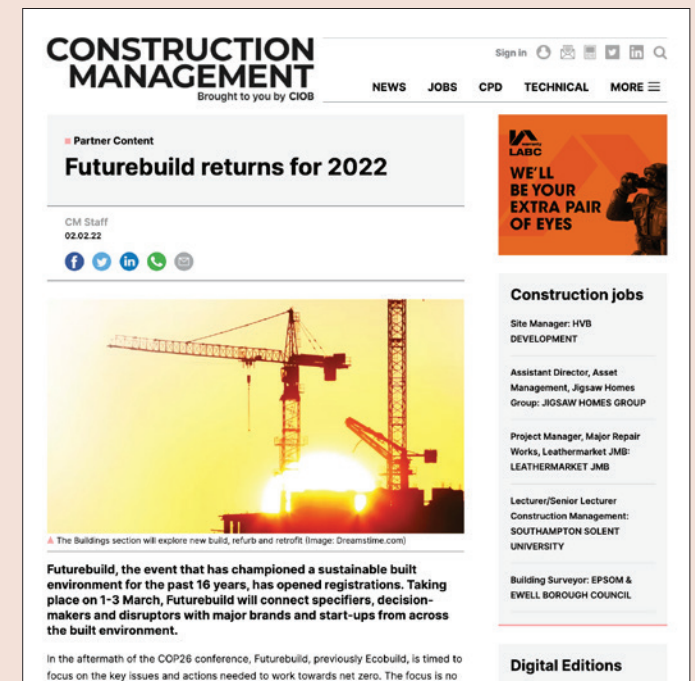 CONSTRUCTION
MANAGEMENT
Brought to you by CIOB
Sign in
NEWS JOBS CPD TECHNICAL MORE
Partner Content
Futurebuild returns for 2022
CM Staff
02.02.22
The Buildings section will explore new build, refurb and retrofit (Image: Dreamstime.com)
Futurebuild, the event that has championed a sustainable built
environment for the past 16 years, has opened registrations. Taking
place on 1-3 March, Futurebuild will connect specifiers, decision-
makers and disruptors with major brands and start-ups from across
the built environment.
In the aftermath of the COP26 conference, Futurebuild, previously Ecobuild, is timed to
focus on the key issues and actions needed to work towards net zero. The focus is no
LABC
WE'LL
BE YOUR
EXTRA PAIR
OF EYES
Construction jobs
Site Manager: HVB
DEVELOPMENT
Assistant Director, Asset
Management, Jigsaw Homes
Group: JIGSAW HOMES GROUP
Project Manager, Major Repair
Works, Leathermarket JMB:
LEATHERMARKET JMB
Lecturer/Senior Lecturer
Construction Management:
SOUTHAMPTON SOLENT
UNIVERSITY
Building Surveyor: EPSOM &
EWELL BOROUGH COUNCIL
Digital Editions